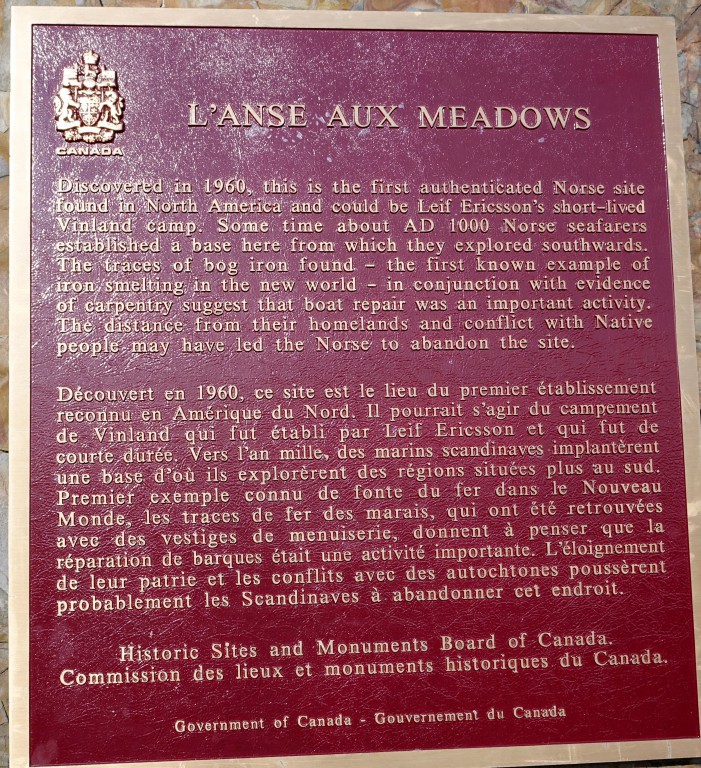 CANADA
L'ANSE AUX MEADOWS
Discovered in 1960, this is the first authenticated Norse site
found in North America and could be Leif Ericsson's short-lived
Vinland camp. Some time about AD 1000 Norse seafarers
established a base here from which they explored southwards.
The traces of bog iron found - the first known example of
iron smelting in the new world - in conjunction with evidence
of carpentry suggest that boat repair was an important activity.
The distance from their homelands and conflict with Native
people may have led the Norse to abandon the site.
Découvert en 1960, ce site est le lieu du premier établissement
reconnu en Amérique du Nord. Il pourrait s'agir du campement
de Vinland qui fut établi par Leif Ericsson et qui fut de
courte durée. Vers l'an mille, des marins scandinaves implantèrent
une base d'où ils explorèrent des régions situées plus au sud.
Premier exemple connu de fonte du fer dans le Nouveau
Monde, les traces de fer des marais, qui ont été retrouvées
avec des vestiges de menuiserie, donnent à penser que la
réparation de barques était une activité importante. L'éloignement
de leur patrie et les conflits avec des autochtones poussèrent
probablement les Scandinaves à abandonner cet endroit.
Historic Sites and Monuments Board of Canada.
Commission des lieux et monuments historiques du Canada.
Government of Canada - Gouvernement du Canada